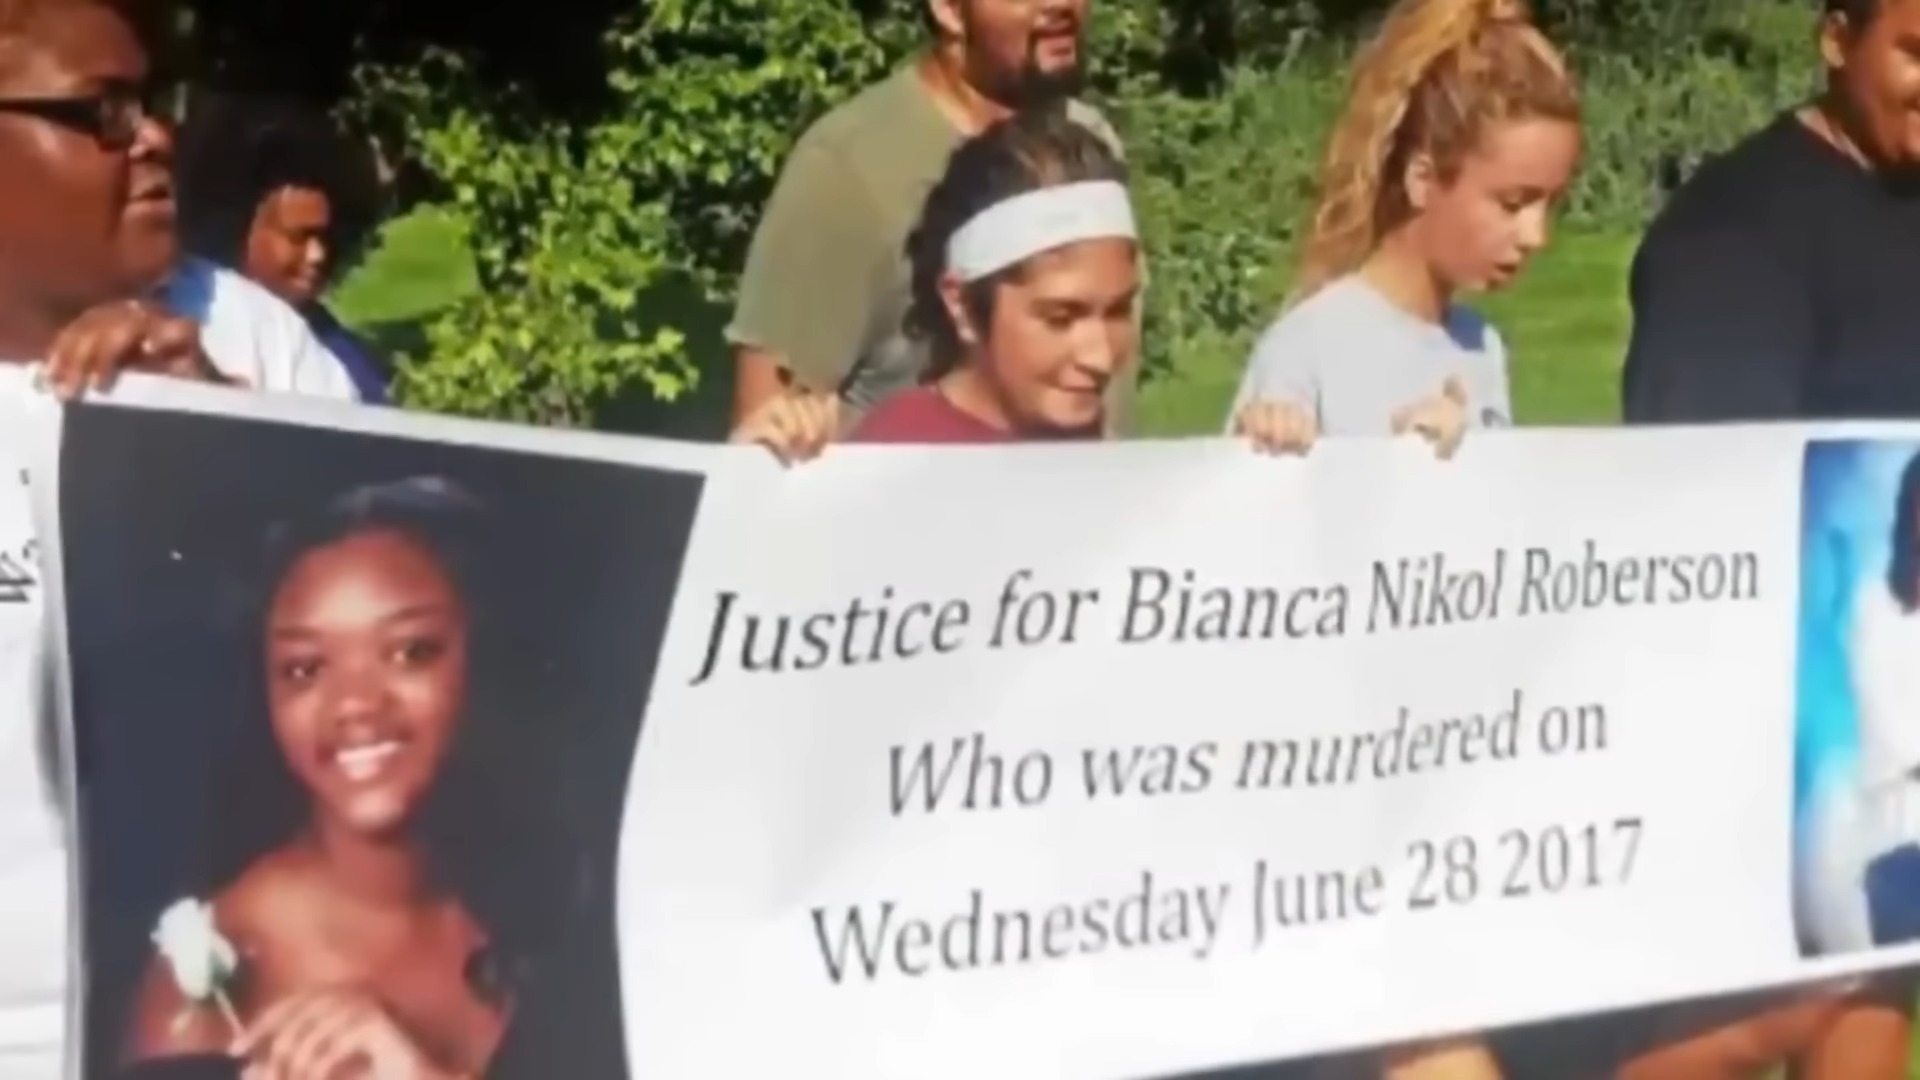 Justice for Bianca Nikol Roberson
Who was murdered on
Wednesday June 28 2017